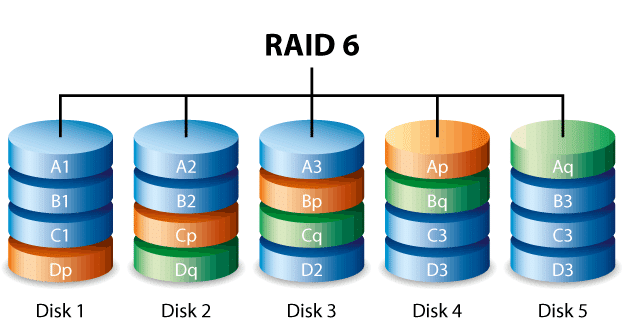 RAID 6
A1 A2 A3 Ap Aq
B1 B2 Bp Bq B3
C1 Cp Cq C3 C3
Dp Dq D2 D3 D3
Disk 1 Disk 2 Disk 3 Disk 4 Disk 5